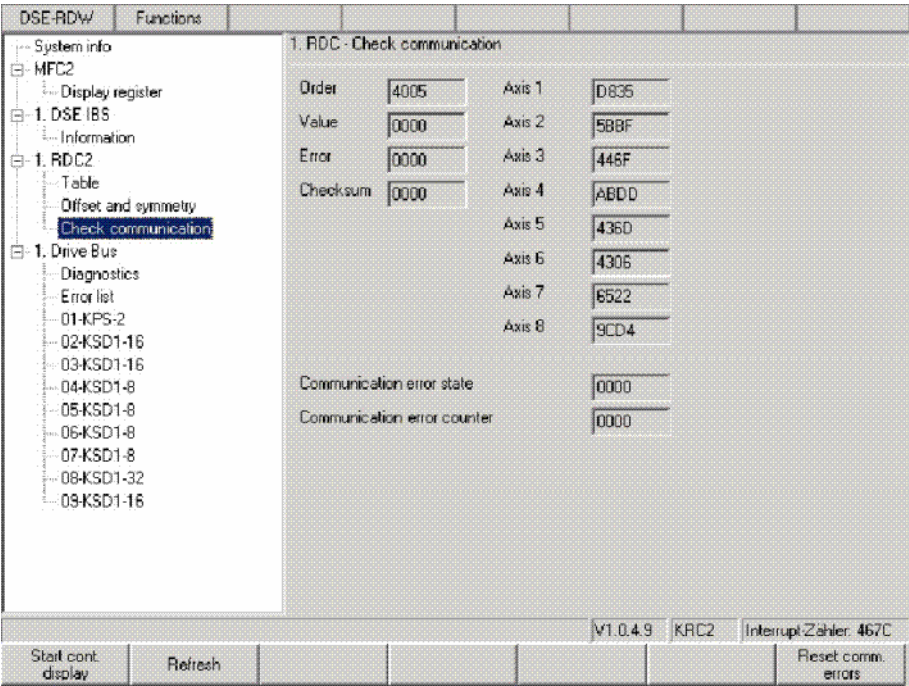 DSE-RDW Functions
System info
MFC2
Display register
1. DSE IBS
Information
1. RDC2
Table
Offset and symmetry
Check communication
1. Drive Bus
Diagnostics
Error list
01-KPS-2
02-KSD1-16
03-KSD1-16
04-KSD1-8
05-KSD1-8
06-KSD1-8
07-KSD1-8
08-KSD1-32
09-KSD1-16
1. RDC - Check communication
Order 4005 Axis 1 D835
Value 0000 Axis 2 5BBF
Error 0000 Axis 3 446F
Checksum 0000 Axis 4 ABDD
Axis 5 436D
Axis 6 4306
Axis 7 6522
Axis 8 9CD4
Communication error state 0000
Communication error counter 0000
V1.0.4.9 KRC2 Interrupt-Zähler: 467C
Start cont. display Refresh Reset comm. errors